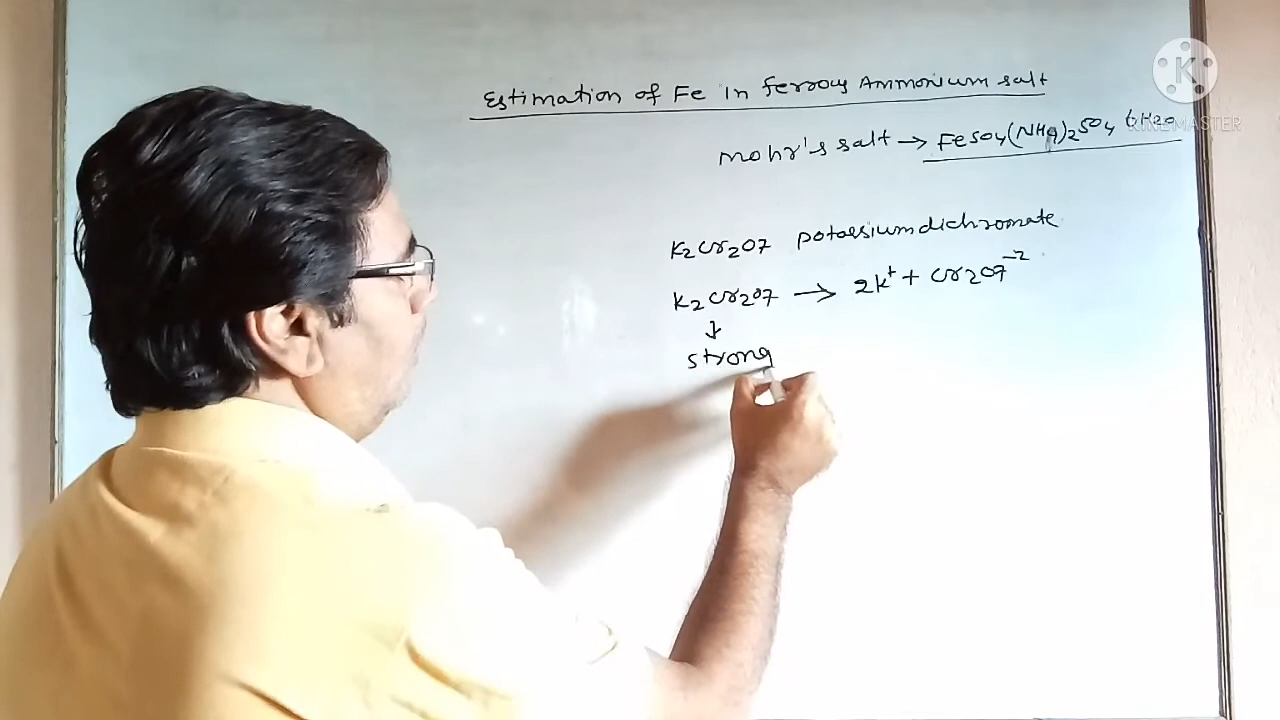 Estimation of Fe in ferrous Ammonium salt
mohr's salt → FeSO4(NH4)2SO4 6H2O
K2Cr2O7 potassium dichromate
K2Cr2O7 → 2K+ + Cr2O7-2
↓
strong
K
KINEMASTER